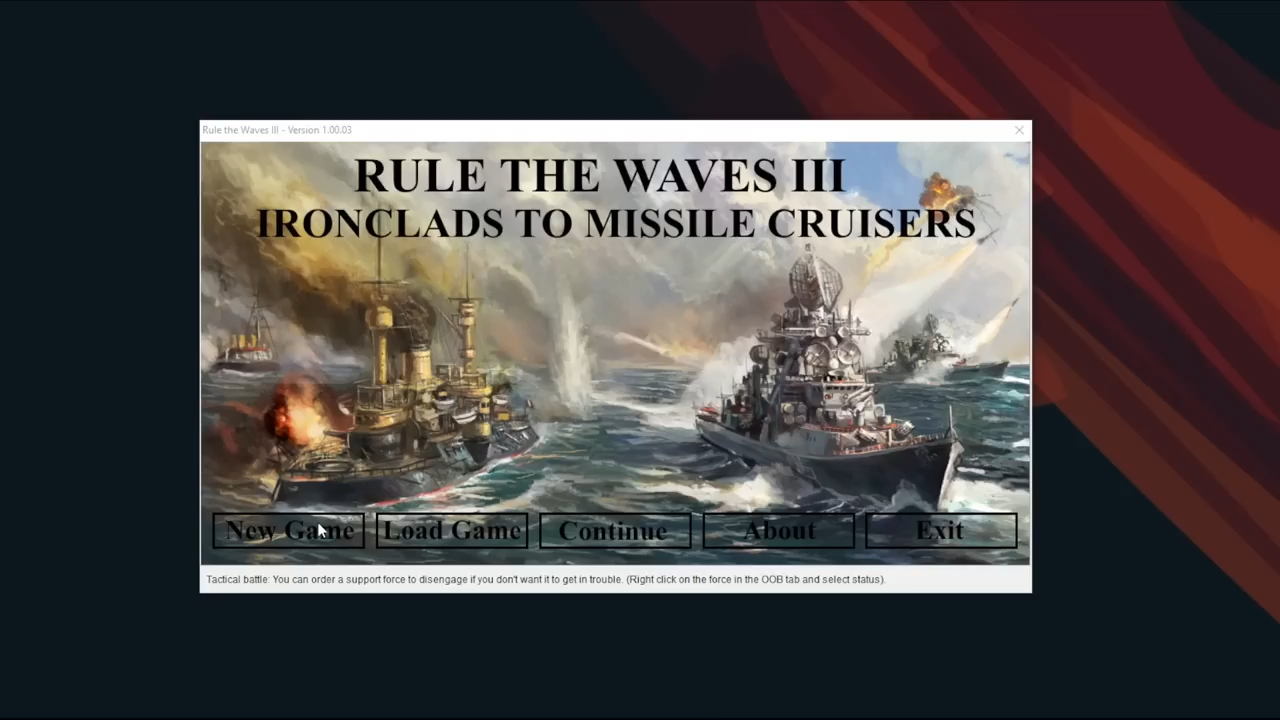 Rule the Waves III - Version 1.00.03
RULE THE WAVES III
IRONCLADS TO MISSILE CRUISERS
New Game
Load Game
Continue
About
Exit
Tactical battle: You can order a support force to disengage if you don't want it to get in trouble. (Right click on the force in the OOB tab and select status).